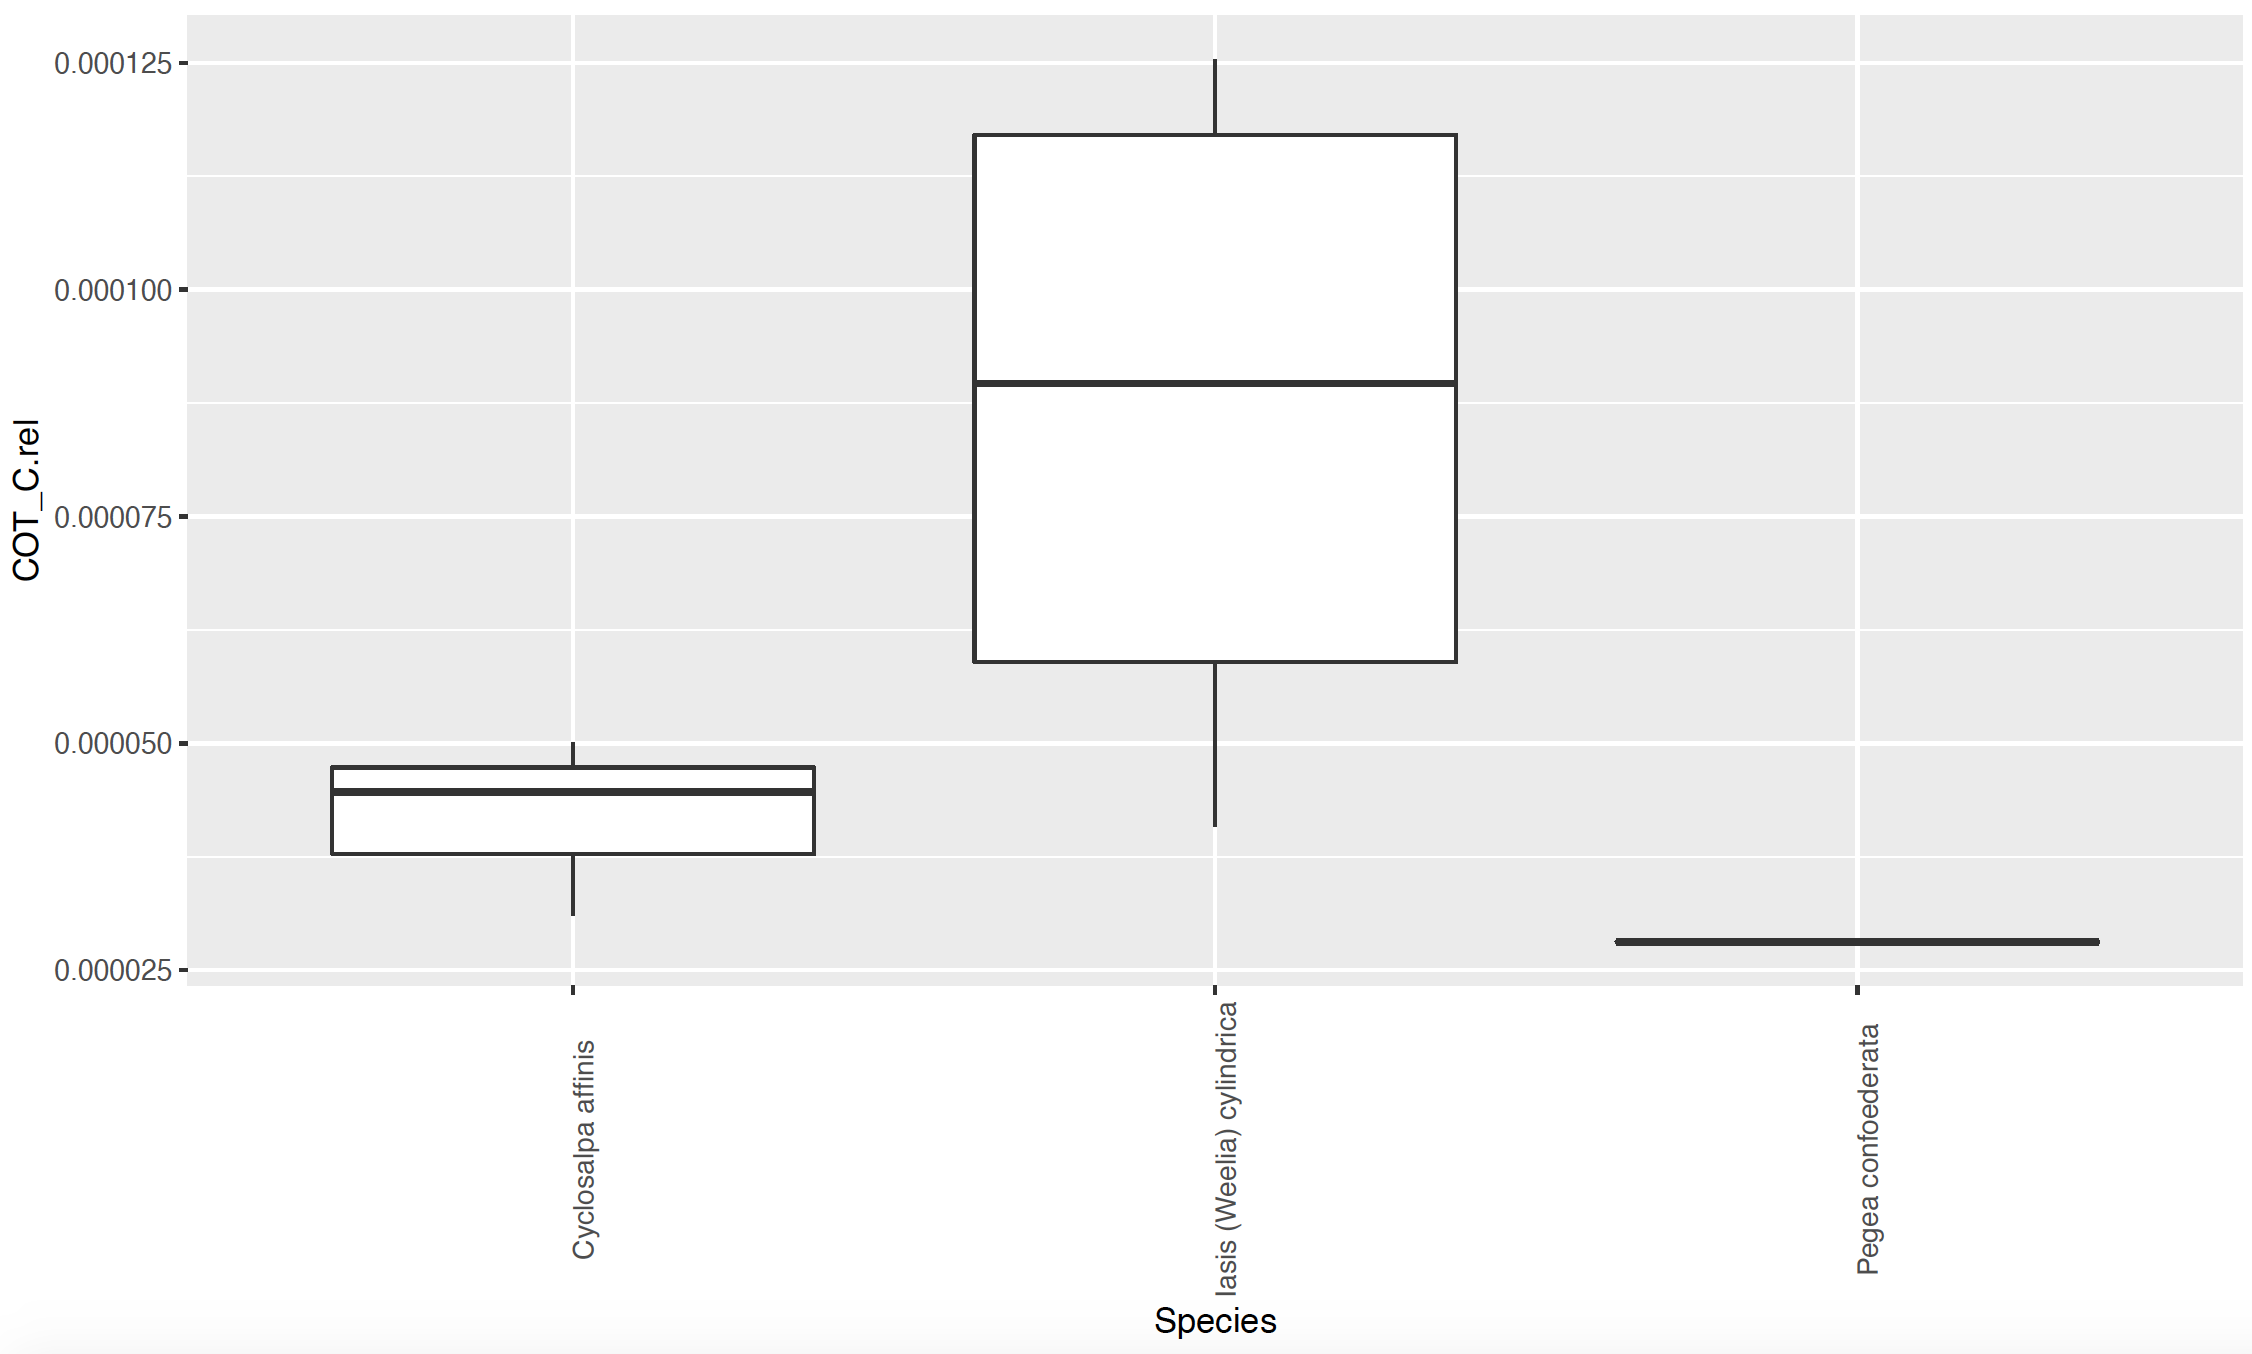 COT_C.rel
0.000125
0.000100
0.000075
0.000050
0.000025
Cyclosalpa affinis
Iasis (Weelia) cylindrica
Pegea confoederata
Species